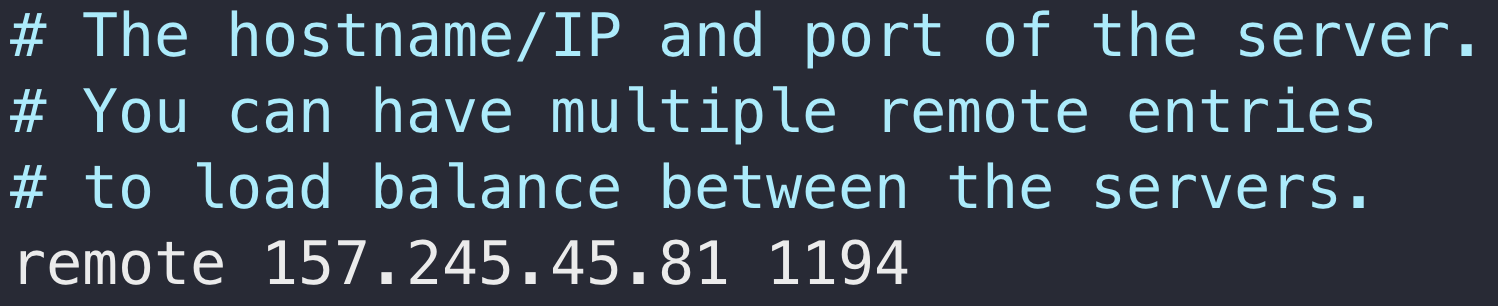 # The hostname/IP and port of the server.
# You can have multiple remote entries
# to load balance between the servers.
remote 157.245.45.81 1194